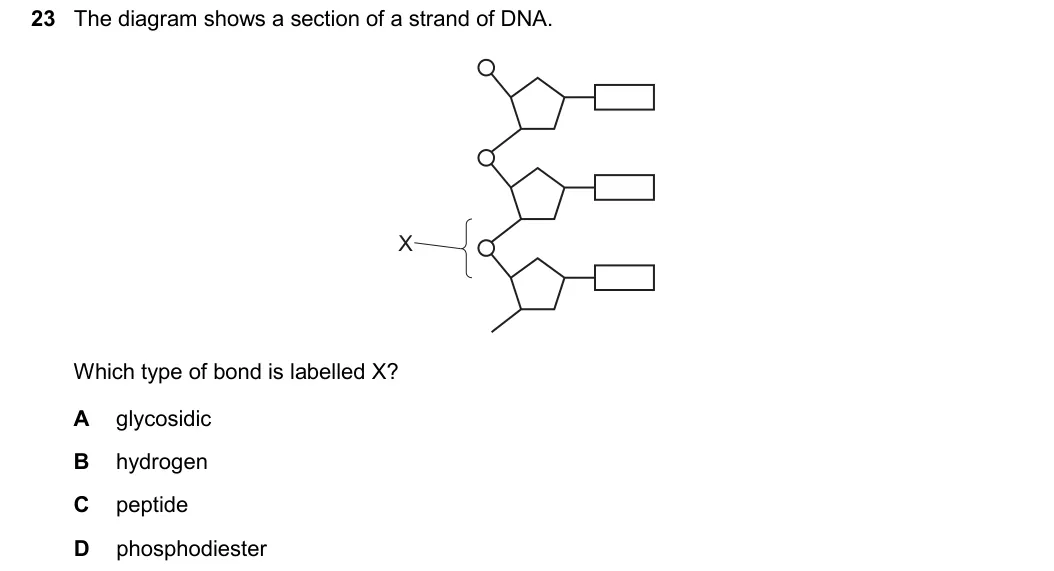 23 The diagram shows a section of a strand of DNA.
X
Which type of bond is labelled X?
A glycosidic
B hydrogen
C peptide
D phosphodiester